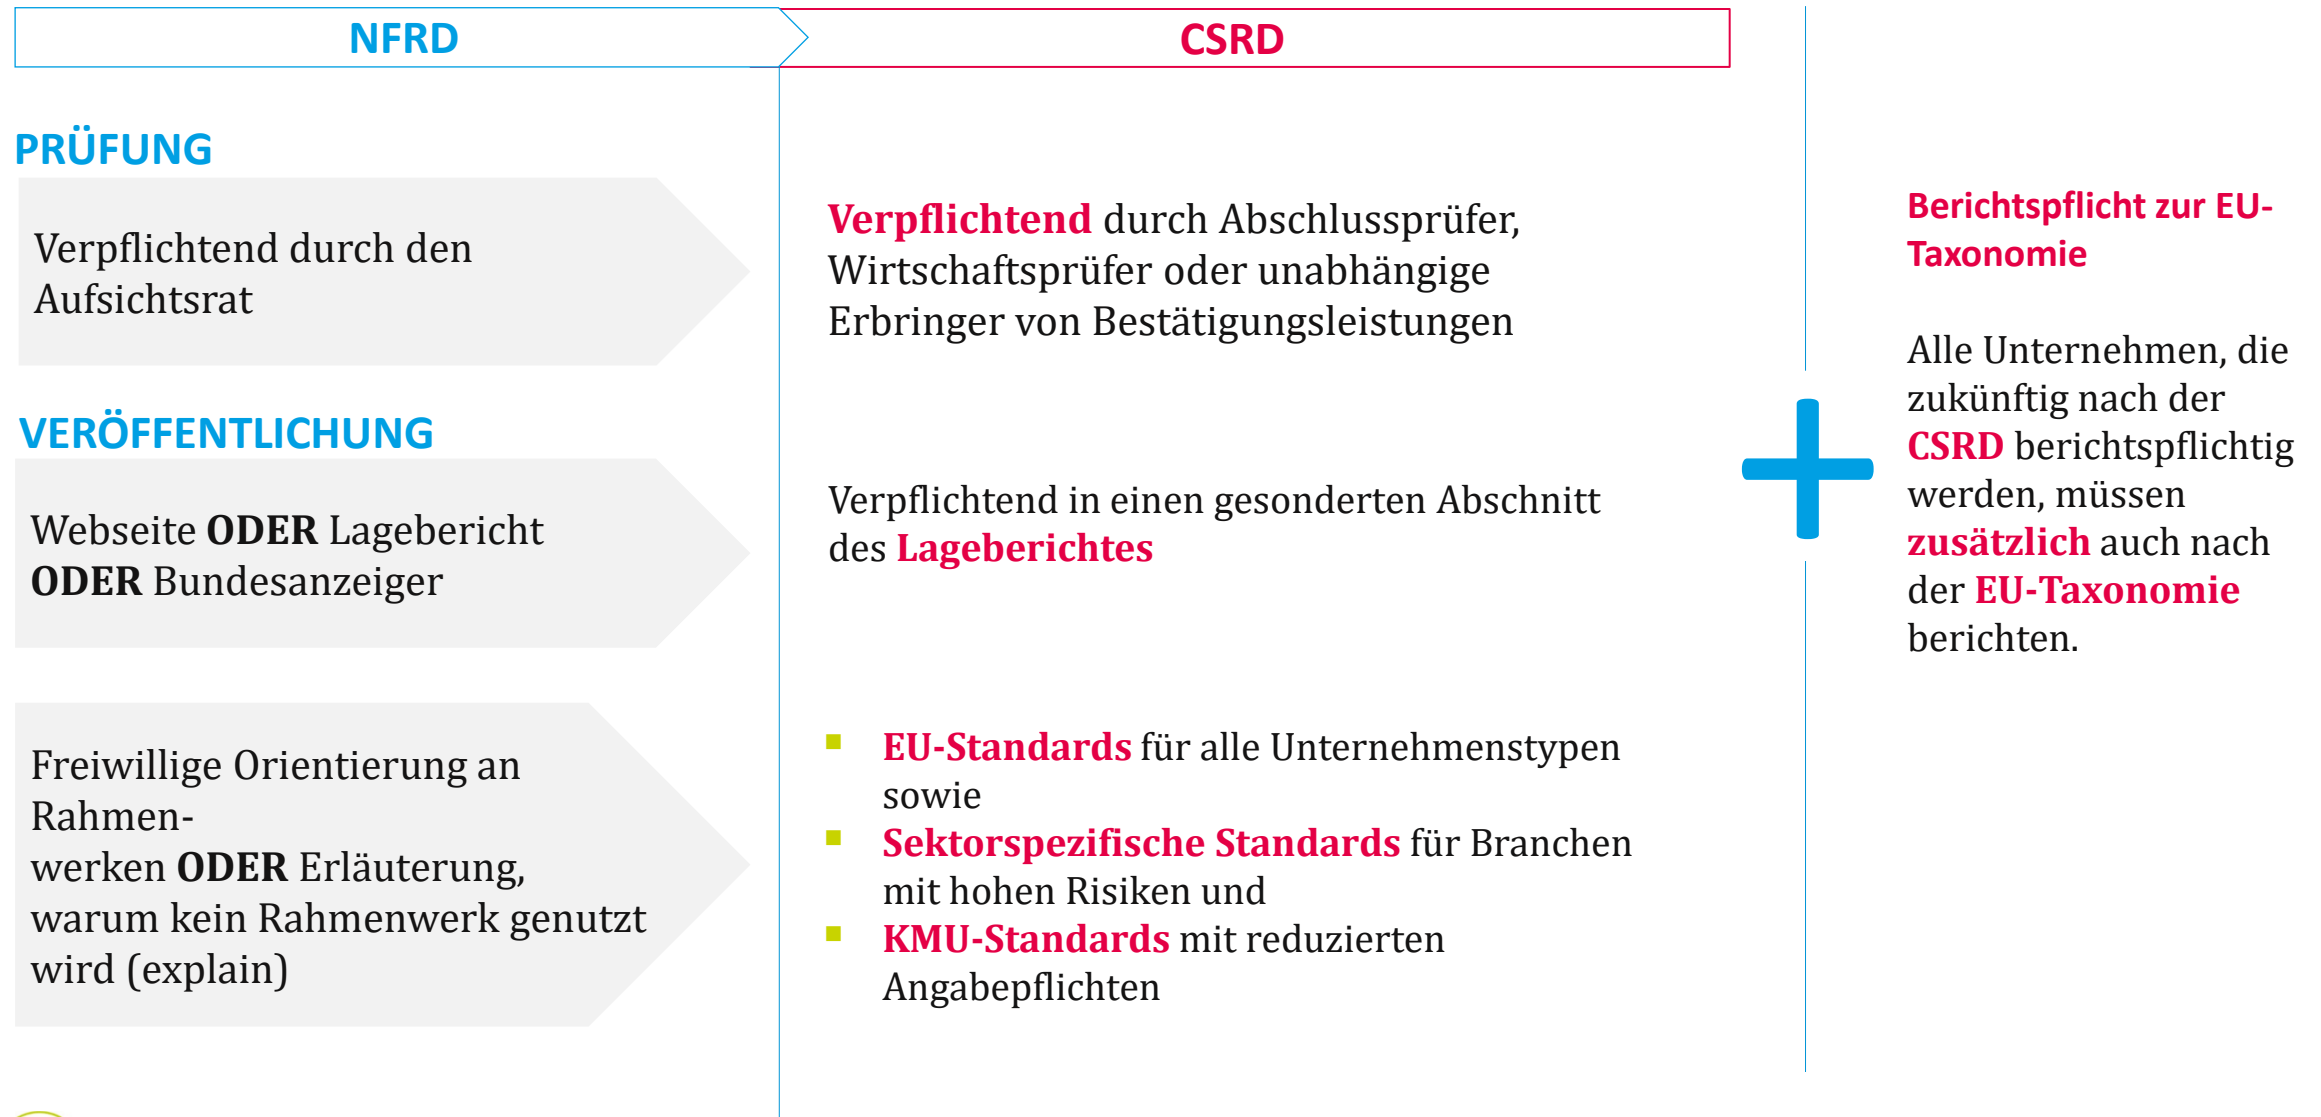 NFRD
CSRD
PRÜFUNG
Verpflichtend durch den
Aufsichtsrat
Verpflichtend durch Abschlussprüfer,
Wirtschaftsprüfer oder unabhängige
Erbringer von Bestätigungsleistungen
VERÖFFENTLICHUNG
Webseite ODER Lagebericht
ODER Bundesanzeiger
Verpflichtend in einen gesonderten Abschnitt
des Lageberichtes
Freiwillige Orientierung an
Rahmen-
werken ODER Erläuterung,
warum kein Rahmenwerk genutzt
wird (explain)
EU-Standards für alle Unternehmenstypen
sowie
Sektorspezifische Standards für Branchen
mit hohen Risiken und
KMU-Standards mit reduzierten
Angabepflichten
Berichtspflicht zur EU-
Taxonomie
Alle Unternehmen, die
zukünftig nach der
CSRD berichtspflichtig
werden, müssen
zusätzlich auch nach
der EU-Taxonomie
berichten.